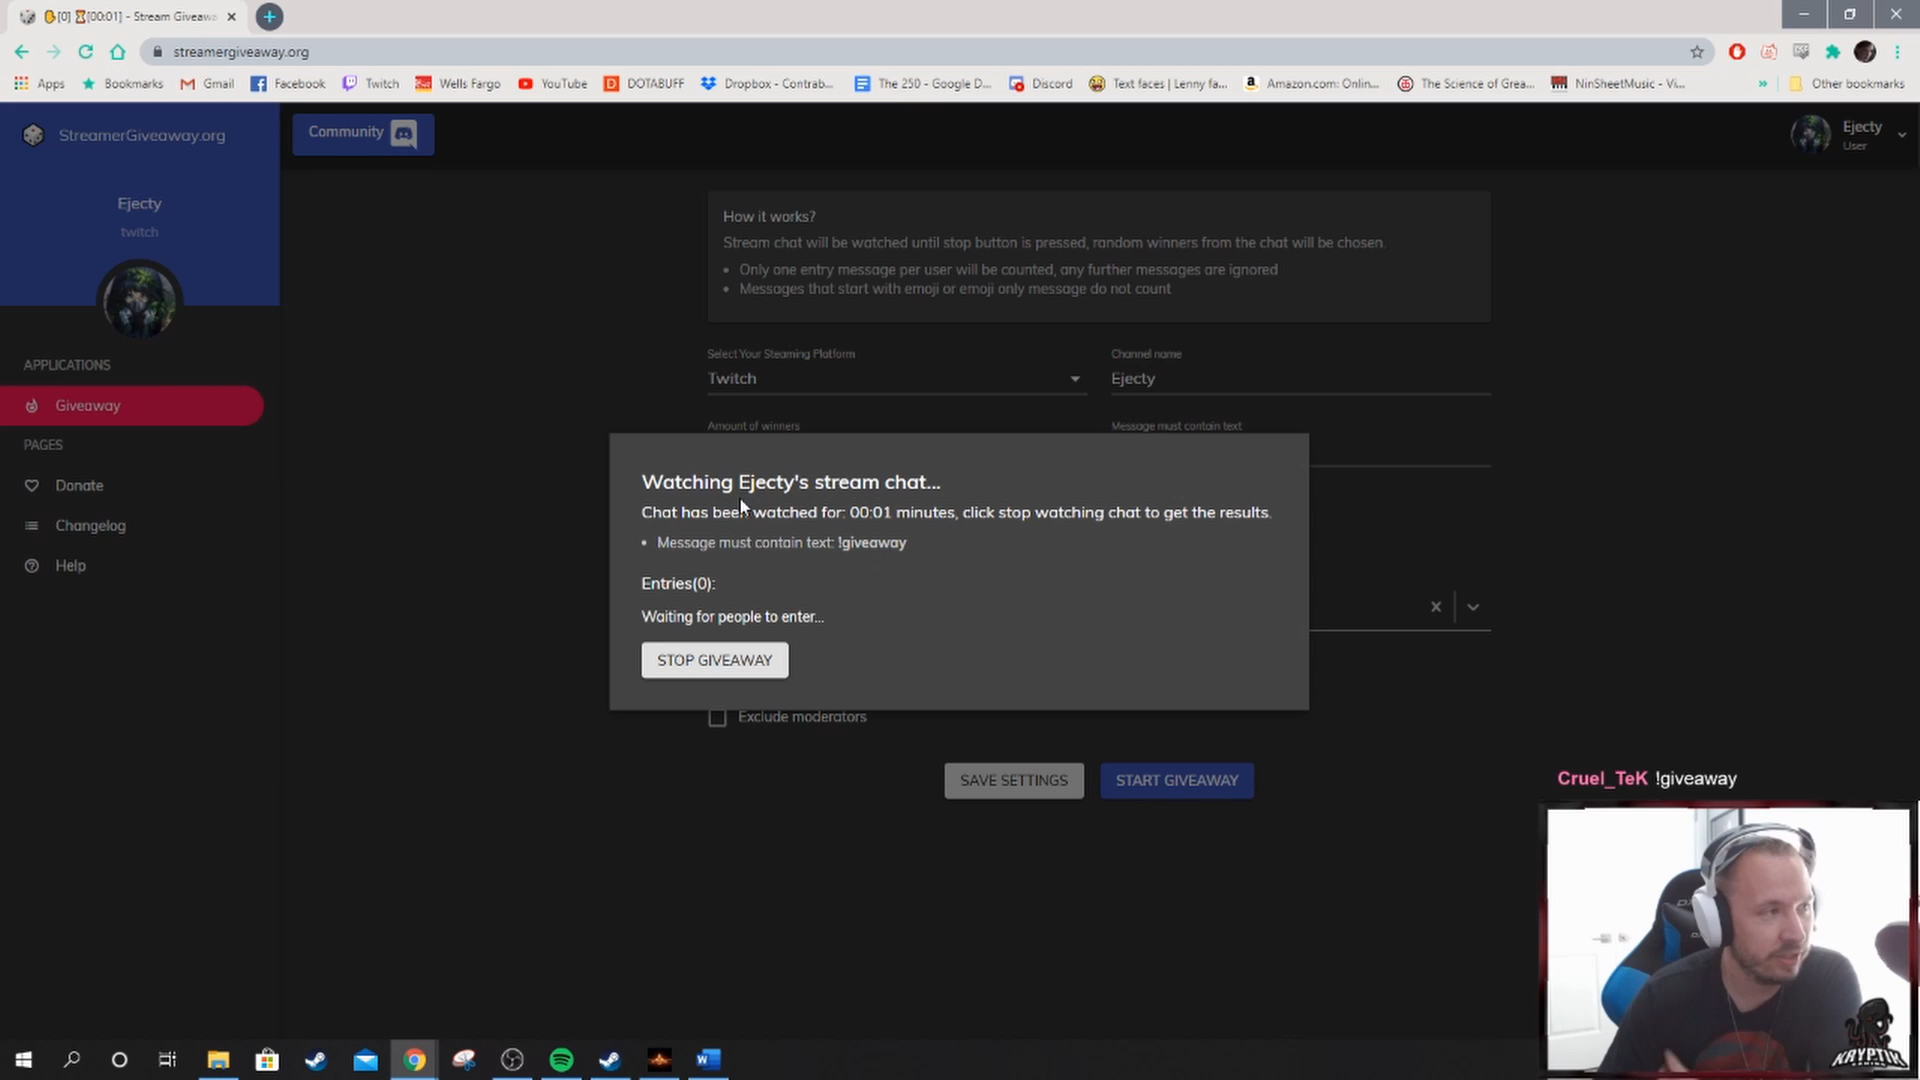 [0] [00:01] - Stream Giveaw
streamergiveaway.org
Apps
Bookmarks
Gmail
Facebook
Twitch
Wells Fargo
YouTube
DOTABUFF
Dropbox - Contrab...
The 250 - Google D...
Discord
Text faces | Lenny fa...
Amazon.com: Onlin...
The Science of Grea...
NinSheetMusic - Vi...
»
Other bookmarks
StreamerGiveaway.org
Community
Ejecty
User
Ejecty
twitch
How it works?
Stream chat will be watched until stop button is pressed, random winners from the chat will be chosen.
• Only one entry message per user will be counted, any further messages are ignored
• Messages that start with emoji or emoji only message do not count
APPLICATIONS
Giveaway
PAGES
Donate
Changelog
Help
Select Your Steaming Platform
Twitch
Channel name
Ejecty
Amount of winners
Message must contain text
Watching Ejecty's stream chat...
Chat has been watched for: 00:01 minutes, click stop watching chat to get the results.
• Message must contain text: !giveaway
Entries(0):
Waiting for people to enter...
STOP GIVEAWAY
Exclude moderators
SAVE SETTINGS
START GIVEAWAY
Cruel_TeK !giveaway
KRYPTIK